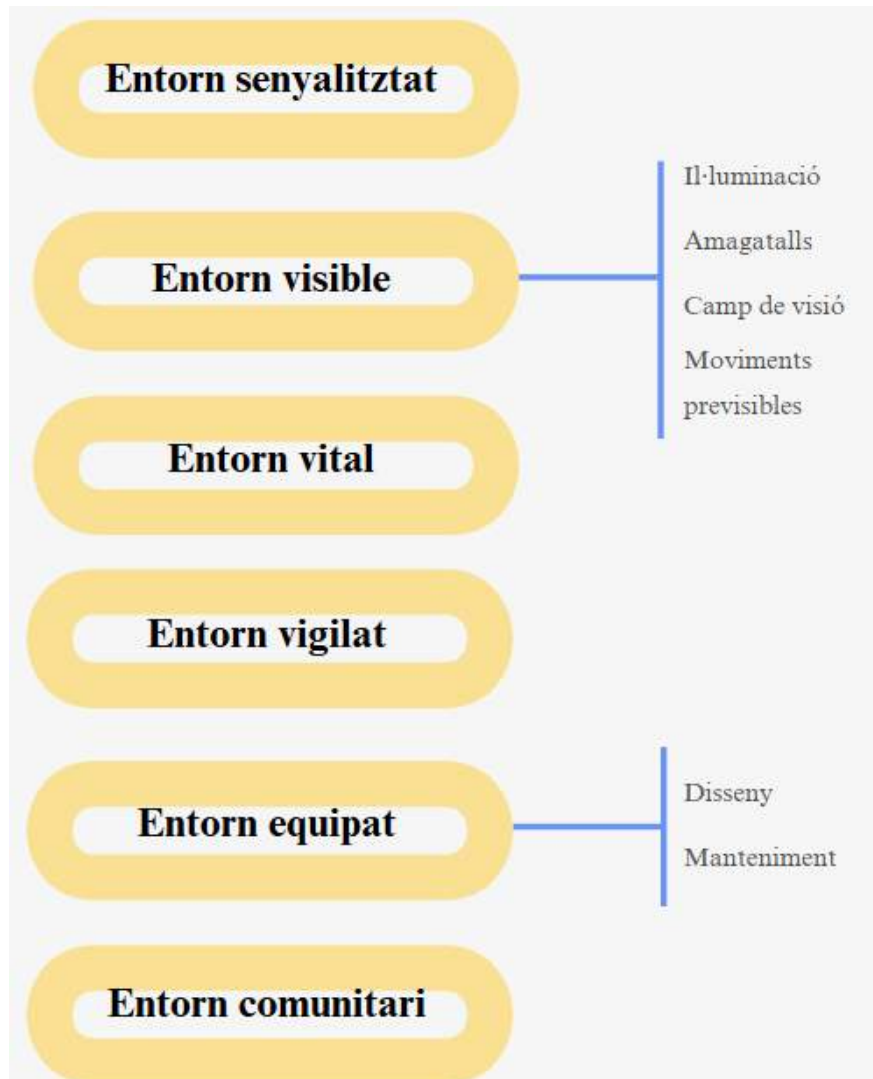 Entorn senyalitztat
Entorn visible
Il·luminació
Amagatalls
Camp de visió
Moviments
previsibles
Entorn vital
Entorn vigilat
Entorn equipat
Disseny
Manteniment
Entorn comunitari